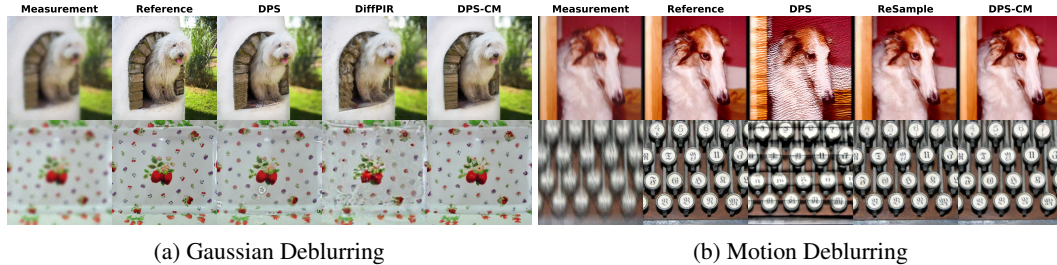 Measurement Reference DPS DiffPIR DPS-CM
Measurement Reference DPS ReSample DPS-CM
(a) Gaussian Deblurring
(b) Motion Deblurring